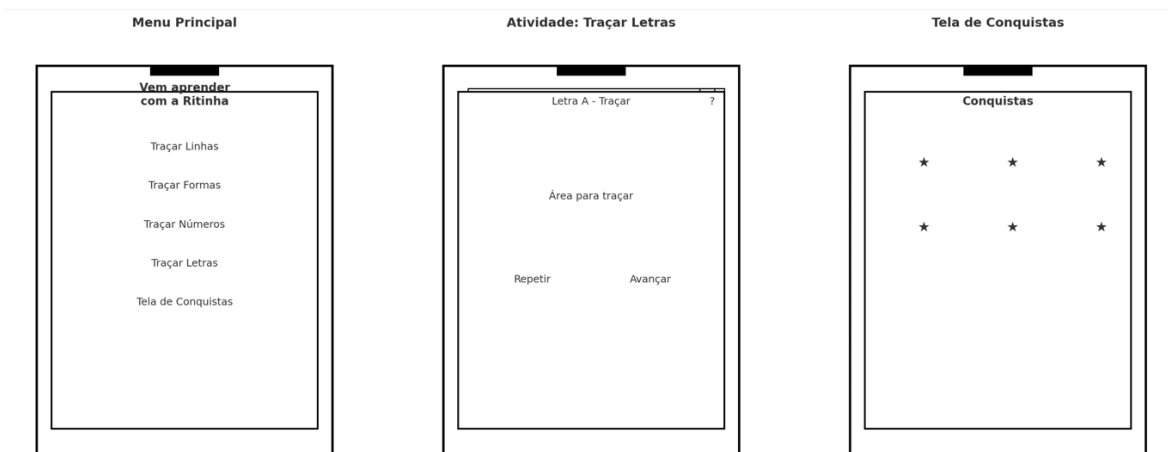 Menu Principal
Vem aprender
com a Ritinha
Traçar Linhas
Traçar Formas
Traçar Números
Traçar Letras
Tela de Conquistas
Atividade: Traçar Letras
Letra A - Traçar
?
Área para traçar
Repetir
Avançar
Tela de Conquistas
Conquistas